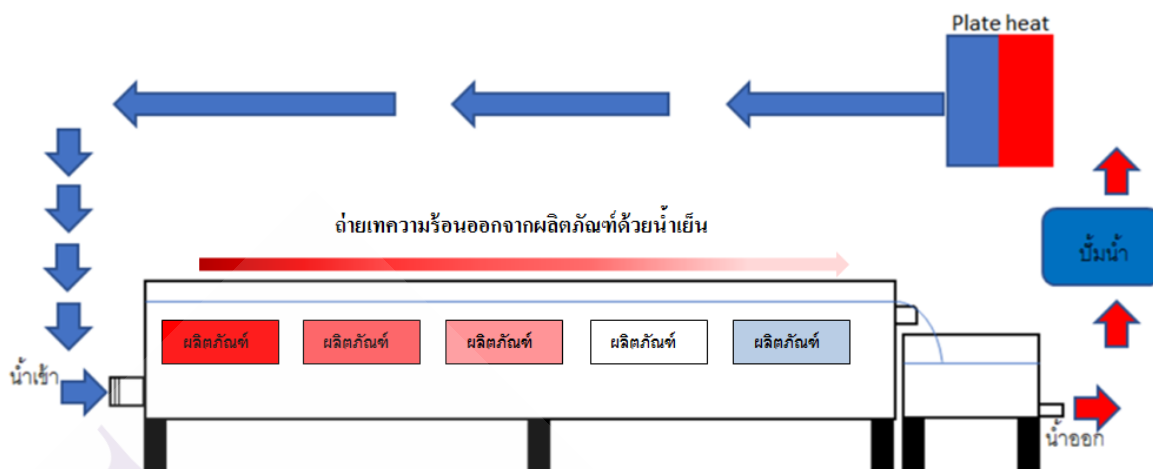 Plate heat
ถ่ายเทความร้อนออกจากผลิตภัณฑ์ด้วยน้ำเย็น
ปั้มน้ำ
ผลิตภัณฑ์ ผลิตภัณฑ์ ผลิตภัณฑ์ ผลิตภัณฑ์ ผลิตภัณฑ์
น้ำเข้า
น้ำออก